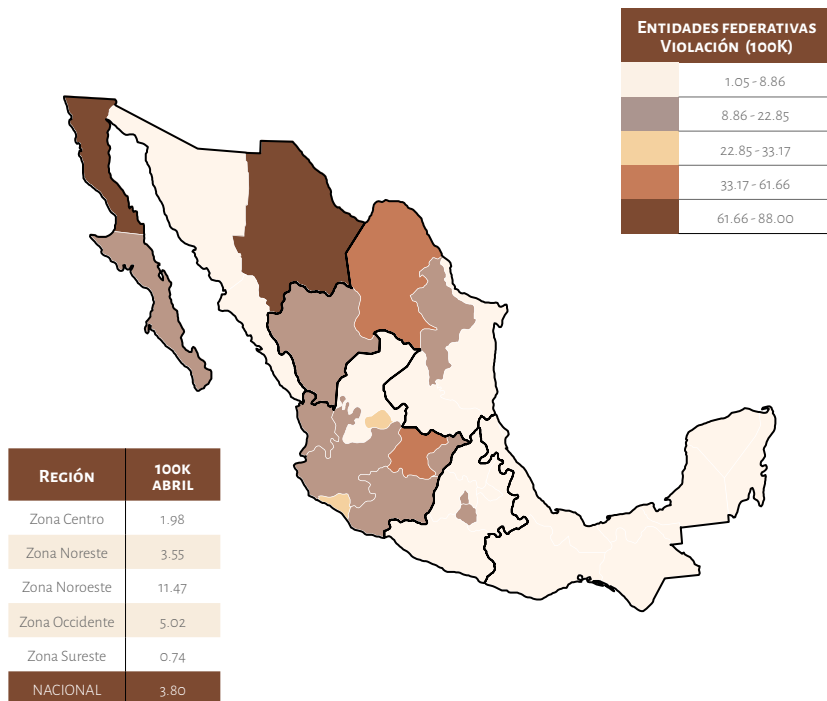 Entidades federativas
Violación (100K)
1.05 - 8.86
8.86 - 22.85
22.85 - 33.17
33.17 - 61.66
61.66 - 88.00
Región 100K
ABRIL
Zona Centro 1.98
Zona Noreste 3.55
Zona Noroeste 11.47
Zona Occidente 5.02
Zona Sureste 0.74
NACIONAL 3.80